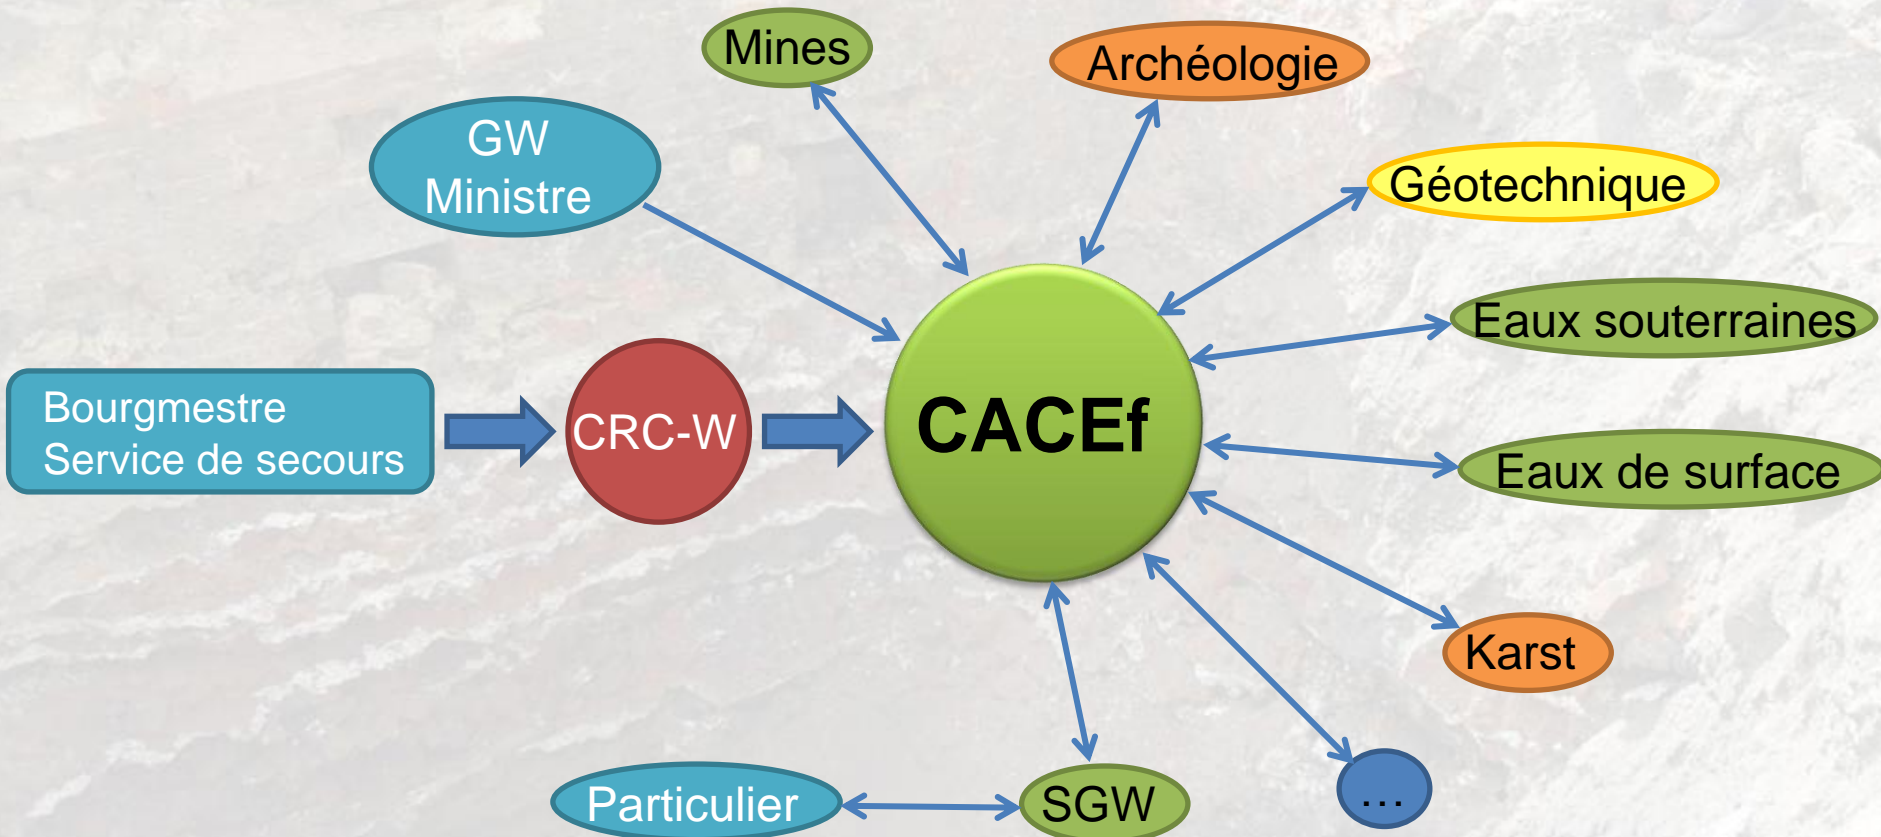 Mines
Archéologie
GW
Ministre
Géotechnique
Eaux souterraines
Bourgmestre
Service de secours
CRC-W
CACEf
Eaux de surface
Karst
Particulier
SGW
...